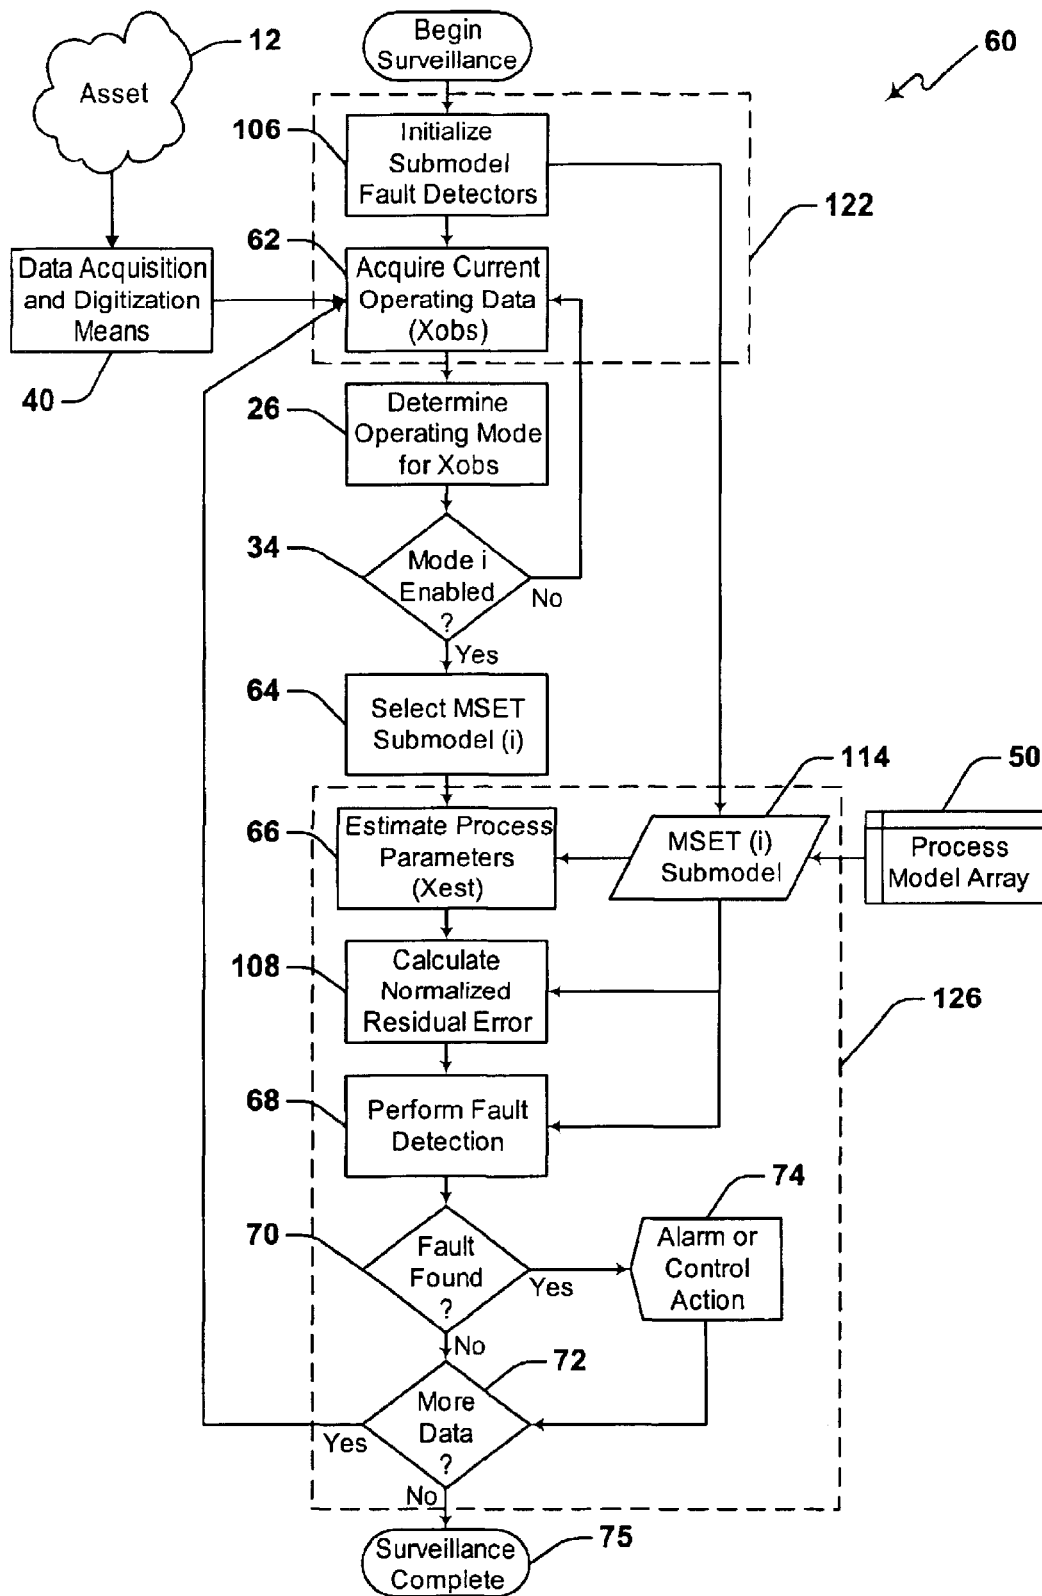 Begin
Surveillance
12
60
Asset
106
Initialize
Submodel
Fault Detectors
122
62
Acquire Current
Operating Data
(Xobs)
Data Acquisition
and Digitization
Means
40
26
Determine
Operating Mode
for Xobs
34
Mode i
Enabled
?
No
Yes
64
Select MSET
Submodel (i)
114
50
66
Estimate Process
Parameters
(Xest)
MSET (i)
Submodel
Process
Model Array
108
Calculate
Normalized
Residual Error
126
68
Perform Fault
Detection
74
70
Fault
Found
?
Yes
Alarm or
Control
Action
No
72
More
Data
?
Yes
No
Surveillance
Complete
75